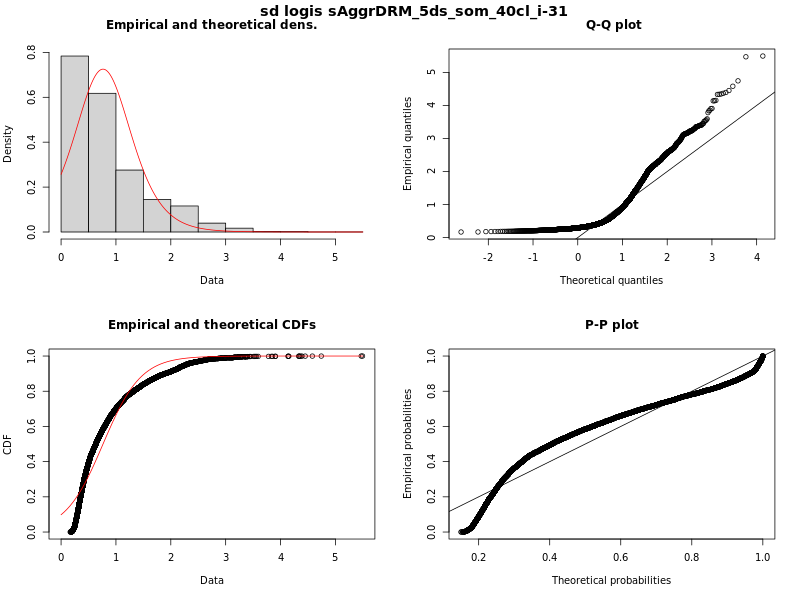 sd logis sAggrDRM_5ds_som_40cl_i-31
Empirical and theoretical dens.
Density
0.0 0.2 0.4 0.6 0.8
0 1 2 3 4 5
Data
Q-Q plot
Empirical quantiles
0 1 2 3 4 5
-2 -1 0 1 2 3 4
Theoretical quantiles
Empirical and theoretical CDFs
CDF
0.0 0.2 0.4 0.6 0.8 1.0
0 1 2 3 4 5
Data
P-P plot
Empirical probabilities
0.0 0.2 0.4 0.6 0.8 1.0
0.2 0.4 0.6 0.8 1.0
Theoretical probabilities